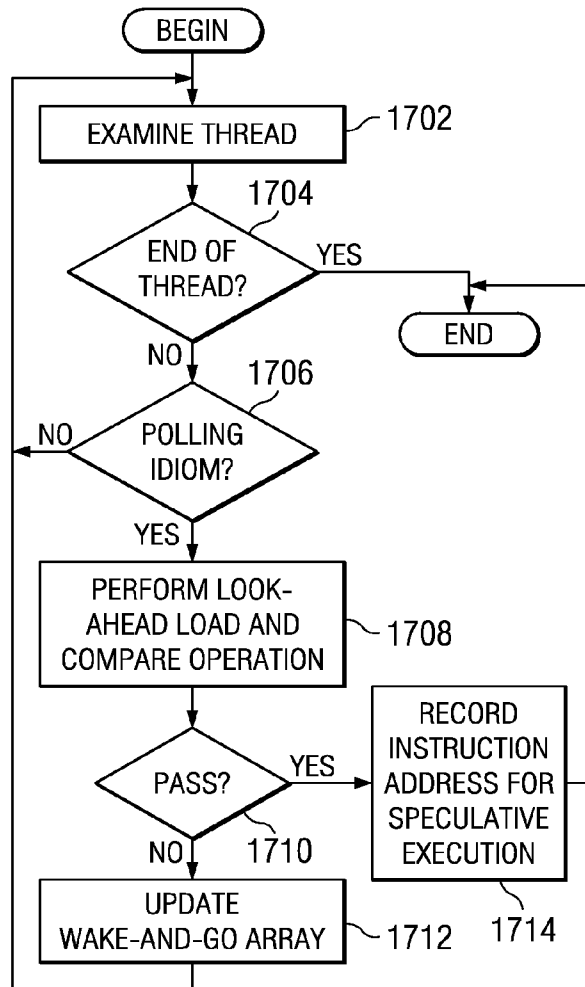 BEGIN
EXAMINE THREAD
1702
1704
END OF
THREAD?
YES
END
NO
1706
NO
POLLING
IDIOM?
YES
PERFORM LOOK-
AHEAD LOAD AND
COMPARE OPERATION
1708
PASS?
YES
1710
RECORD
INSTRUCTION
ADDRESS FOR
SPECULATIVE
EXECUTION
1714
NO
UPDATE
WAKE-AND-GO ARRAY
1712